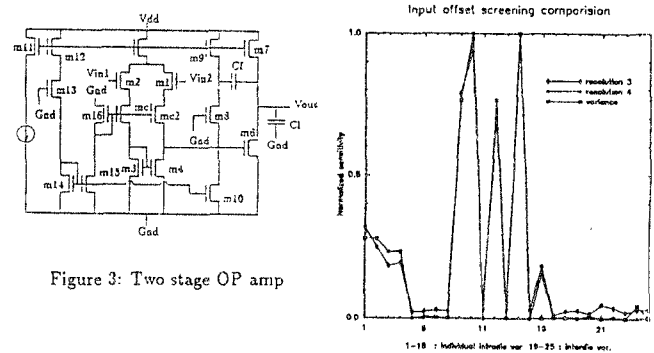 Vdd
m11
m12
m9
m7
Cf
Vin1
m2
m1
Vin2
m13
Gnd
Gnd
m16
mc1
mc2
m3
Gnd
Vout
m6
Cl
Gnd
m14
m15
m3
m4
m10
Gnd
Figure 3: Two stage OP amp
Input offset screening comporision
Normalized sensitivity
1.0
0.5
0.0
resolution 3
resolution 4
variance
1
6
11
21
1-18 : Individual intradie var 19-25 : interdie var.